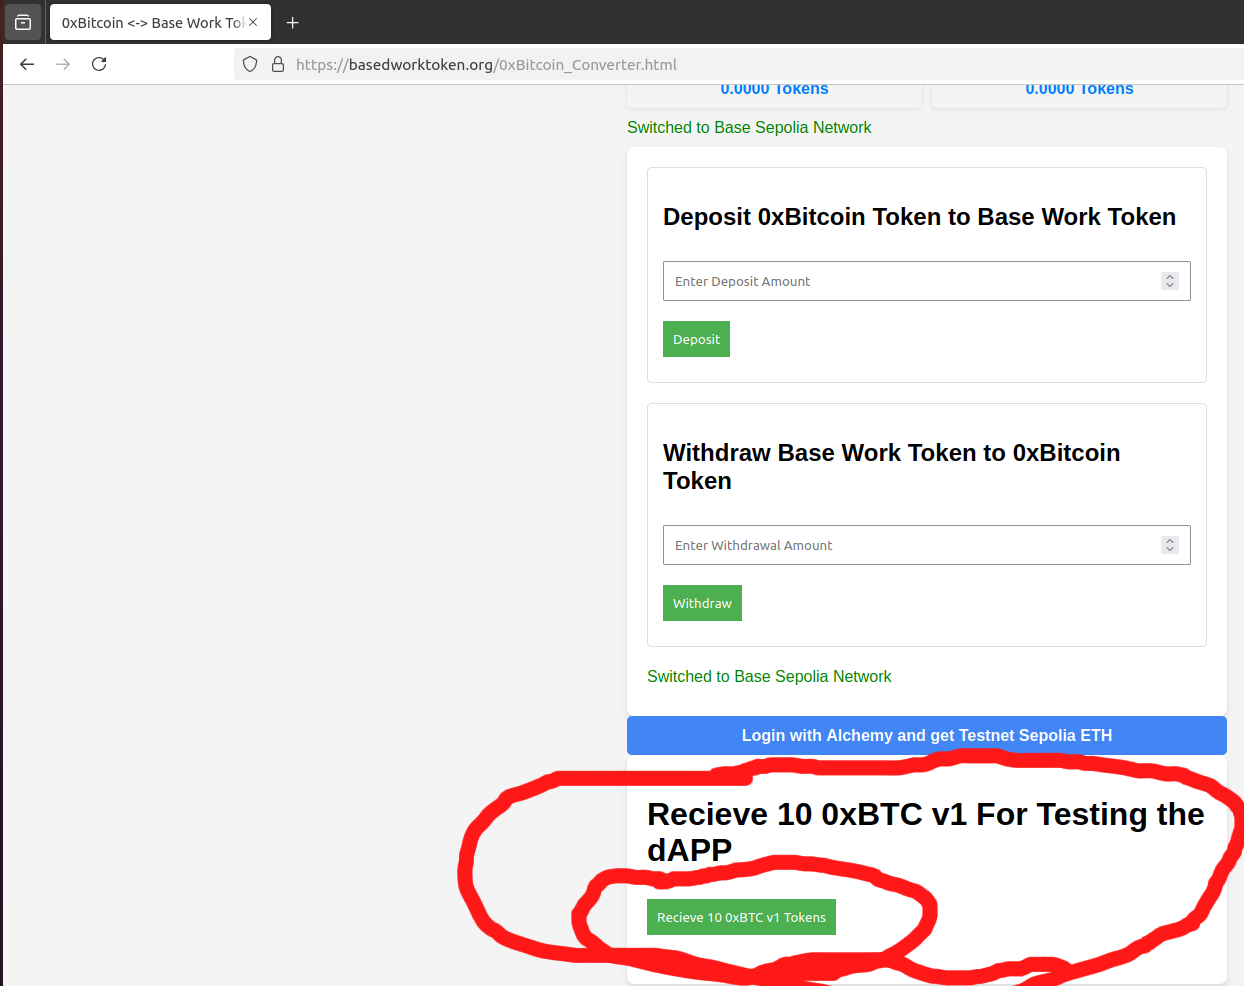 0xBitcoin <-> Base Work To
https://basedworktoken.org/0xBitcoin_Converter.html
0.0000 Tokens
0.0000 Tokens
Switched to Base Sepolia Network
Deposit 0xBitcoin Token to Base Work Token
Enter Deposit Amount
Deposit
Withdraw Base Work Token to 0xBitcoin
Token
Enter Withdrawal Amount
Withdraw
Switched to Base Sepolia Network
Login with Alchemy and get Testnet Sepolia ETH
Recieve 10 0xBTC v1 For Testing the
dAPP
Recieve 10 0xBTC v1 Tokens